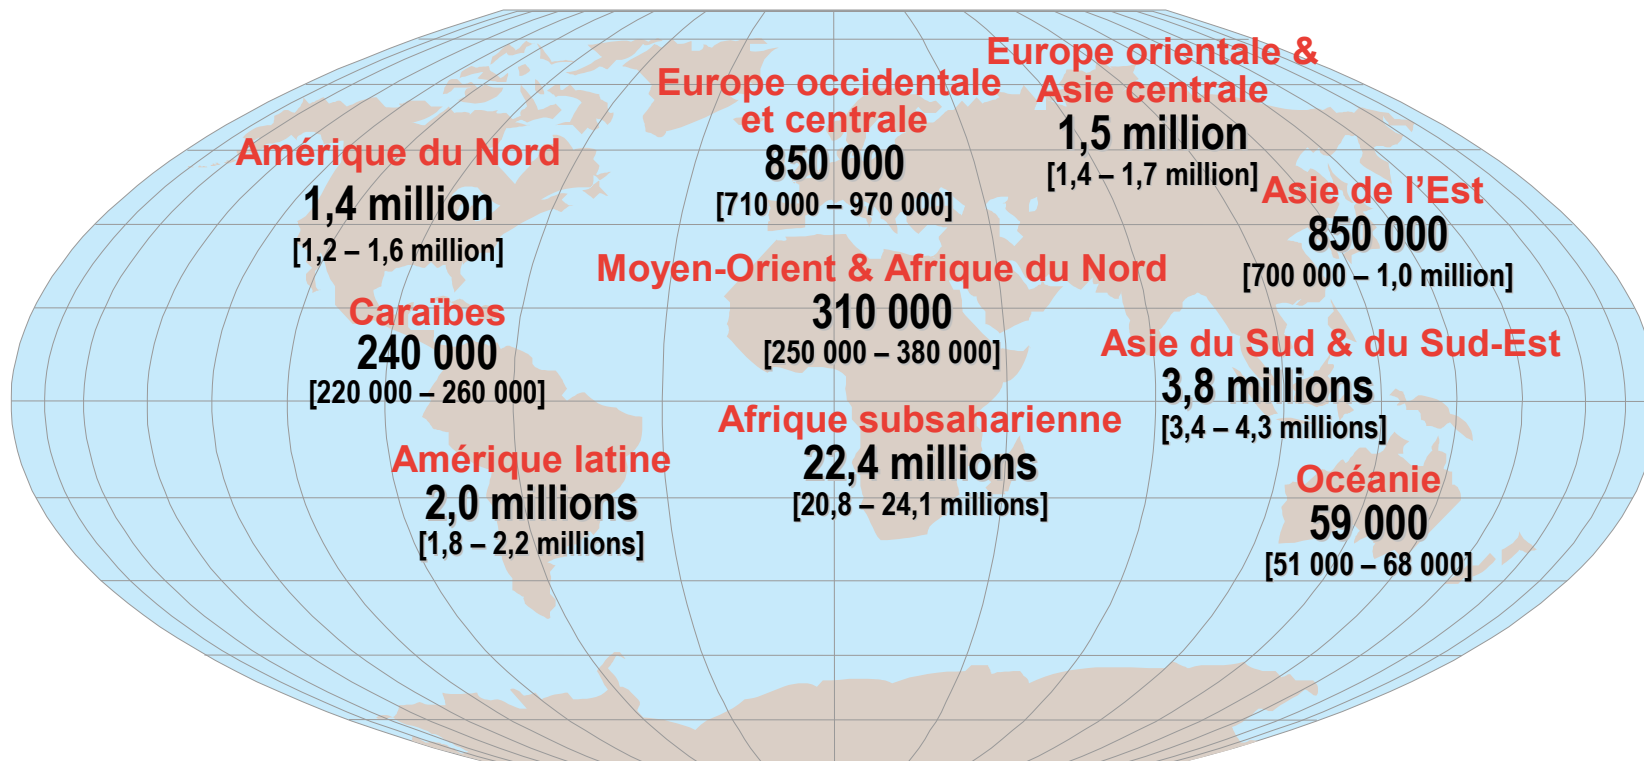 Europe orientale &
Asie centrale
1,5 million
[1,4 – 1,7 million]
Europe occidentale
et centrale
850 000
[710 000 – 970 000]
Amérique du Nord
1,4 million
[1,2 – 1,6 million]
Asie de l’Est
850 000
[700 000 – 1,0 million]
Moyen-Orient & Afrique du Nord
310 000
[250 000 – 380 000]
Caraïbes
240 000
[220 000 – 260 000]
Asie du Sud & du Sud-Est
3,8 millions
[3,4 – 4,3 millions]
Afrique subsaharienne
22,4 millions
[20,8 – 24,1 millions]
Amérique latine
2,0 millions
[1,8 – 2,2 millions]
Océanie
59 000
[51 000 – 68 000]